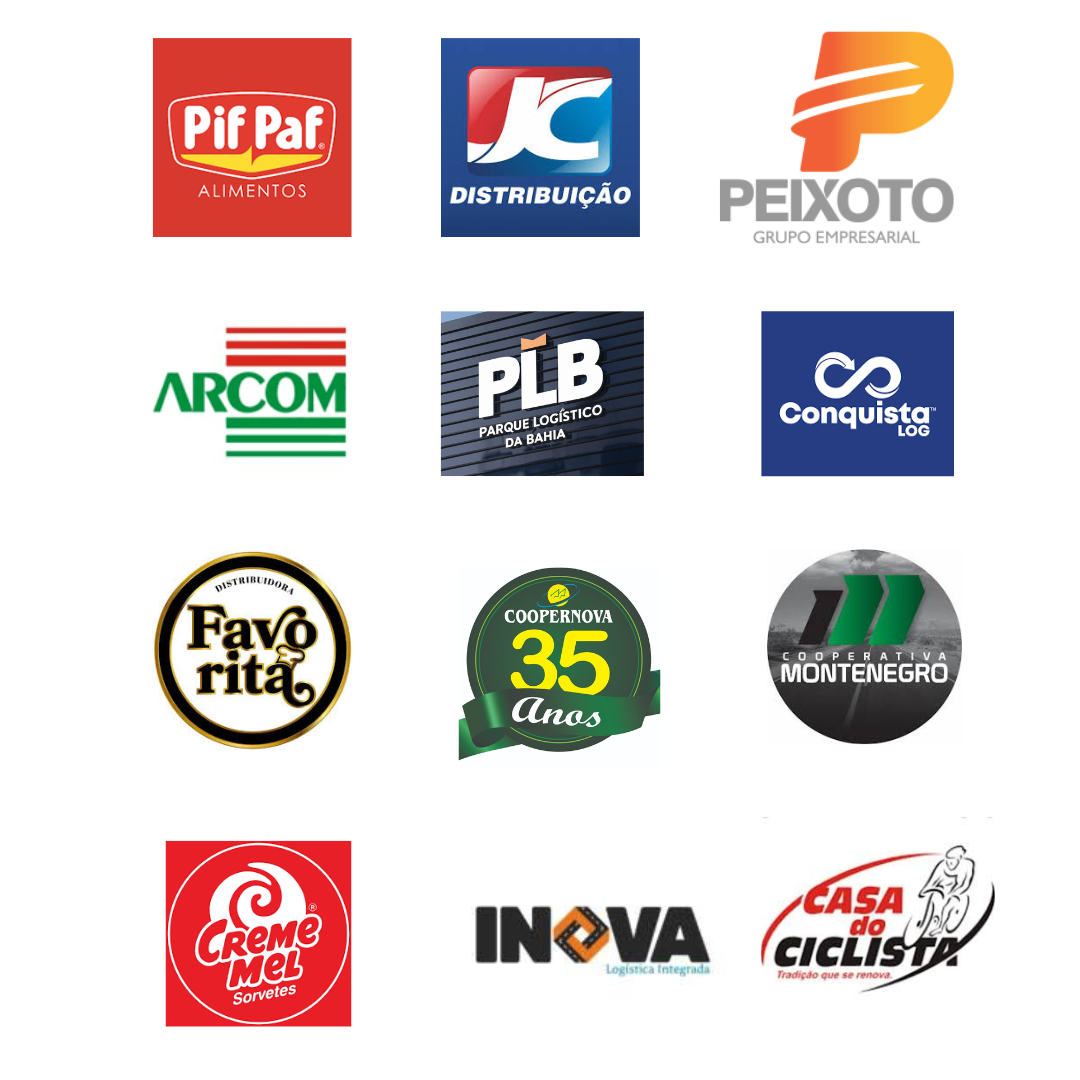 Pif Paf®
ALIMENTOS
JC
DISTRIBUIÇÃO
PEIXOTO
GRUPO EMPRESARIAL
ARCOM
PLB
PARQUE LOGÍSTICO
DA BAHIA
Conquista™
LOG
DISTRIBUIDORA
Favo
rita
COOPERNOVA
35
Anos
COOPERATIVA
MONTENEGRO
CREME®
MEL
Sorvetes
INOVA
Logística Integrada
CASA
do
CICLISTA
Tradição que se renova.